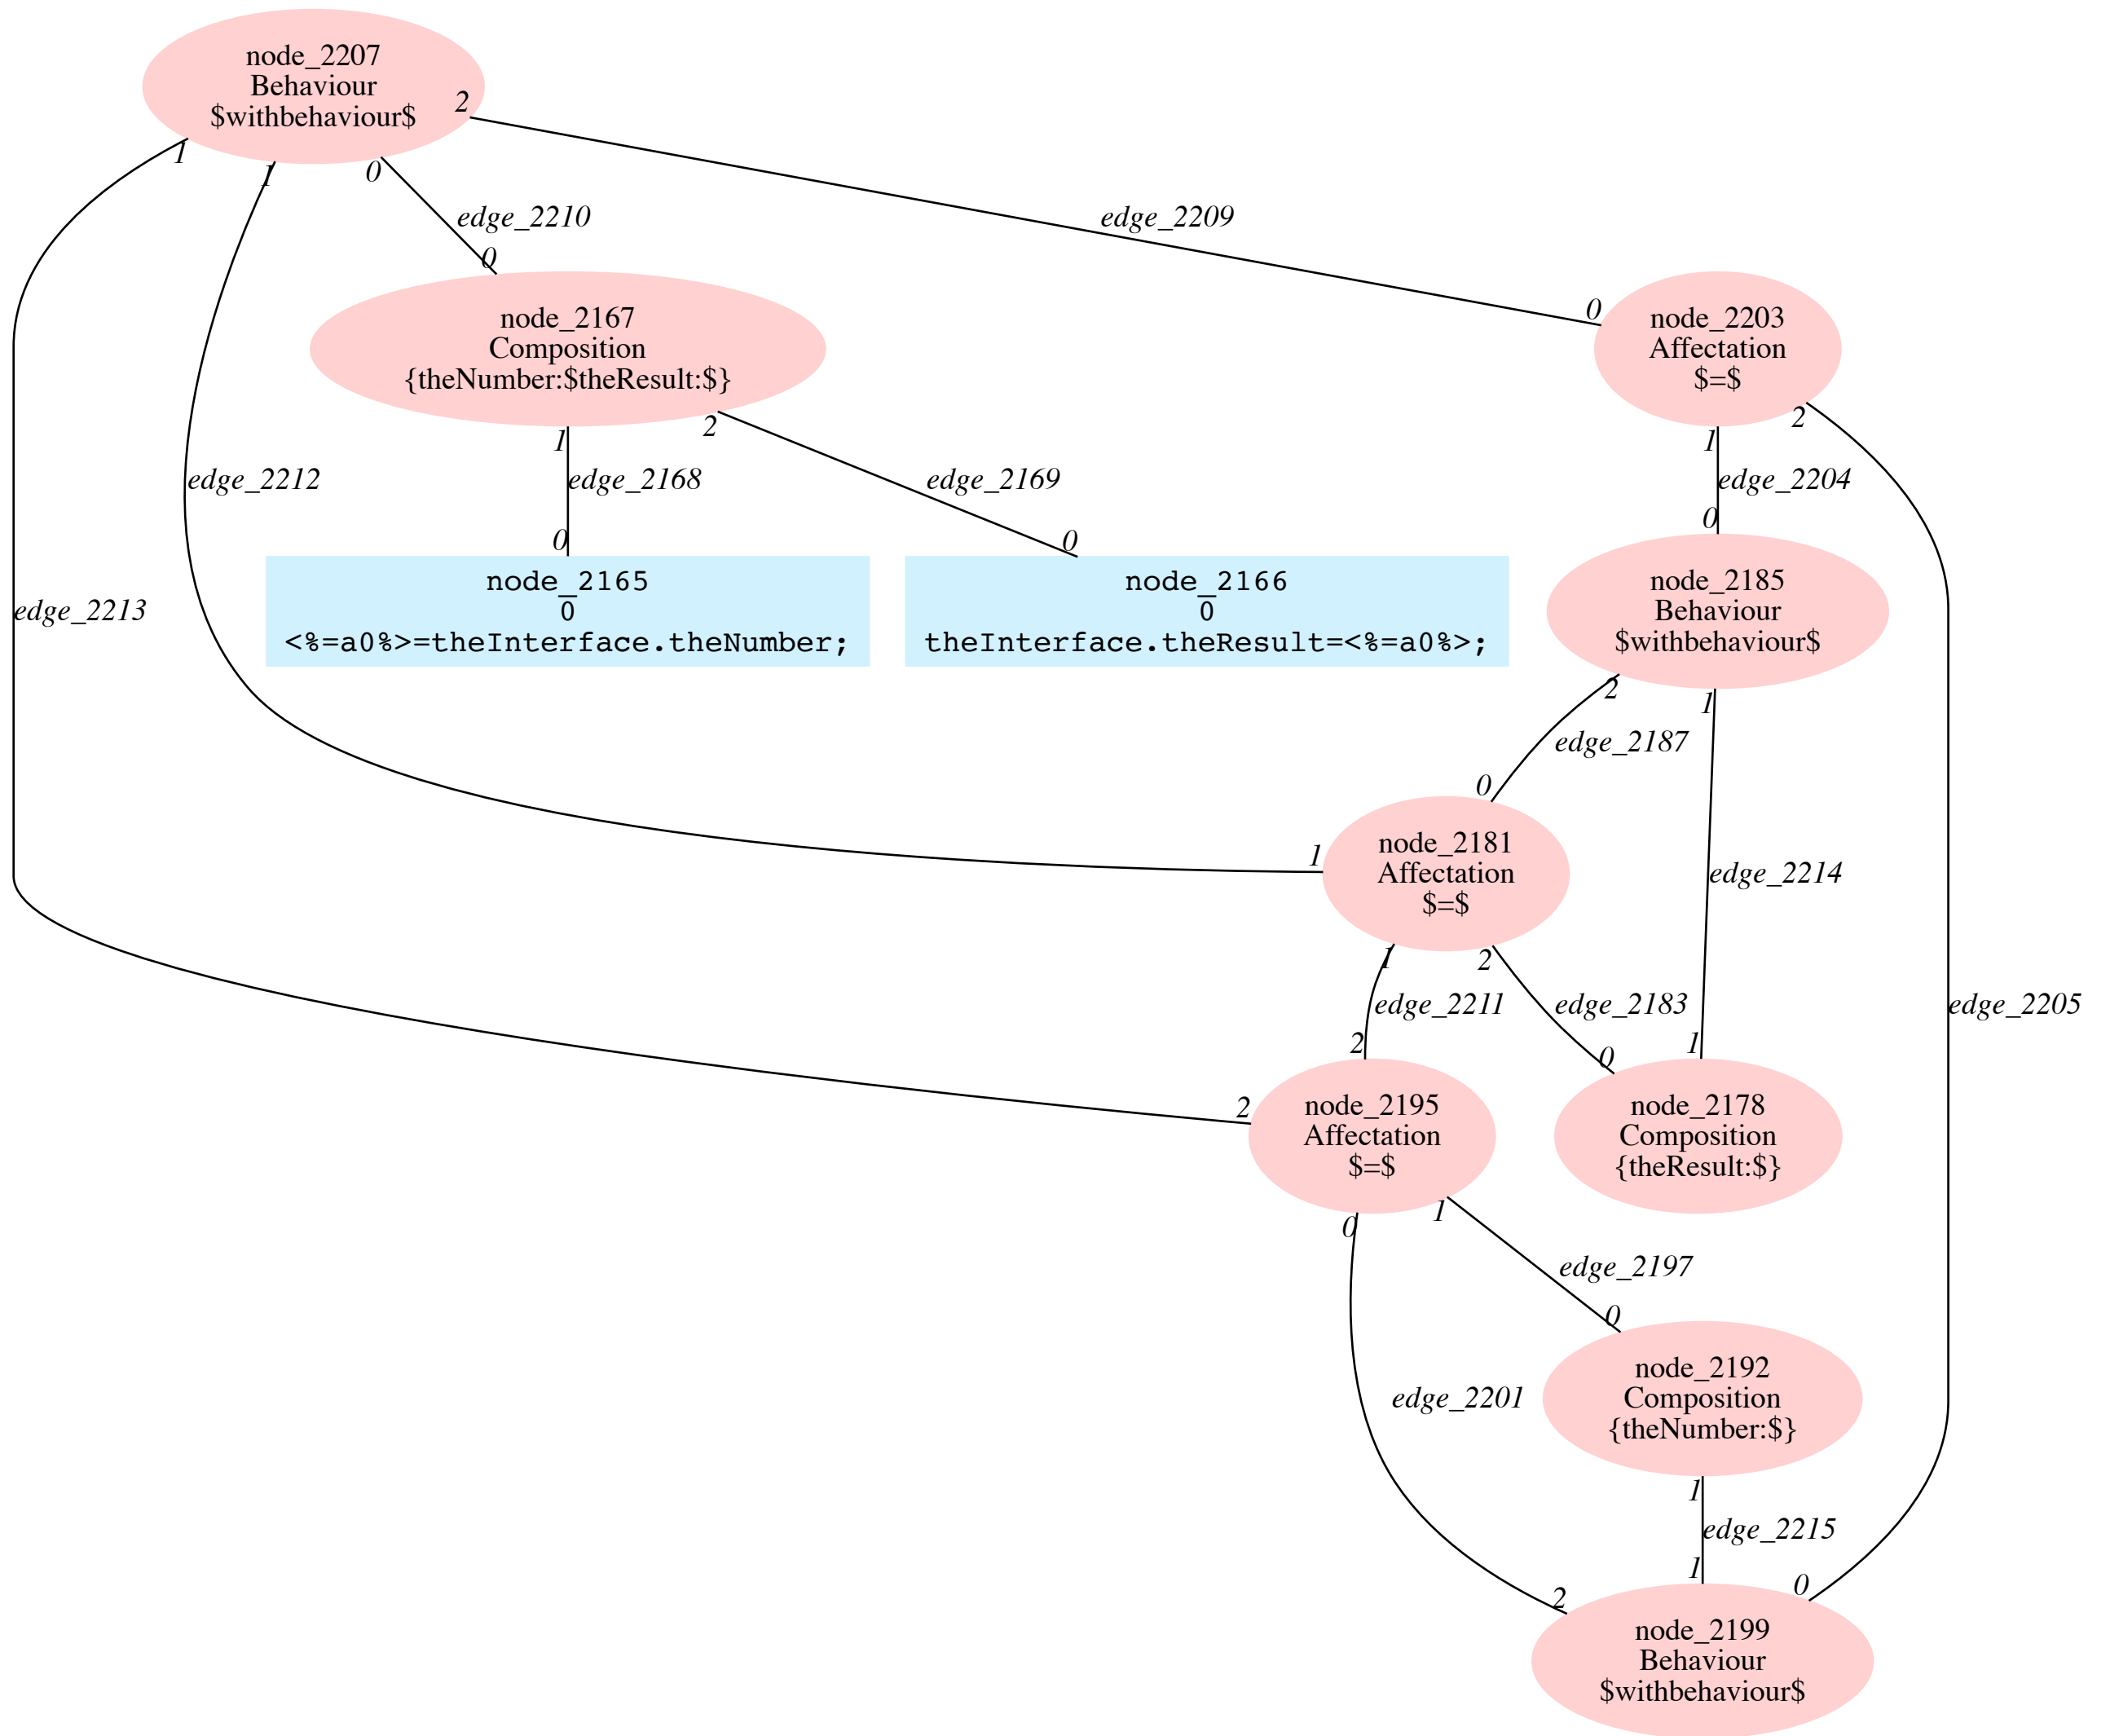 node_2207
Behaviour
$withbehaviour$
2
1
1
0
edge_2210
edge_2209
0
0
node_2167
Composition
{theNumber:$theResult:$}
node_2203
Affectation
$=$
1
2
1
2
edge_2212
edge_2168
edge_2169
edge_2204
0
0
0
node_2165
0
<%=a0%>=theInterface.theNumber;
node_2166
0
theInterface.theResult=<%=a0%>;
node_2185
Behaviour
$withbehaviour$
edge_2213
2
1
edge_2187
0
1
node_2181
Affectation
$=$
edge_2214
1
2
edge_2211
edge_2183
edge_2205
2
0
1
2
node_2195
Affectation
$=$
node_2178
Composition
{theResult:$}
0
1
edge_2197
0
node_2192
Composition
{theNumber:$}
edge_2201
1
edge_2215
1
2
0
node_2199
Behaviour
$withbehaviour$